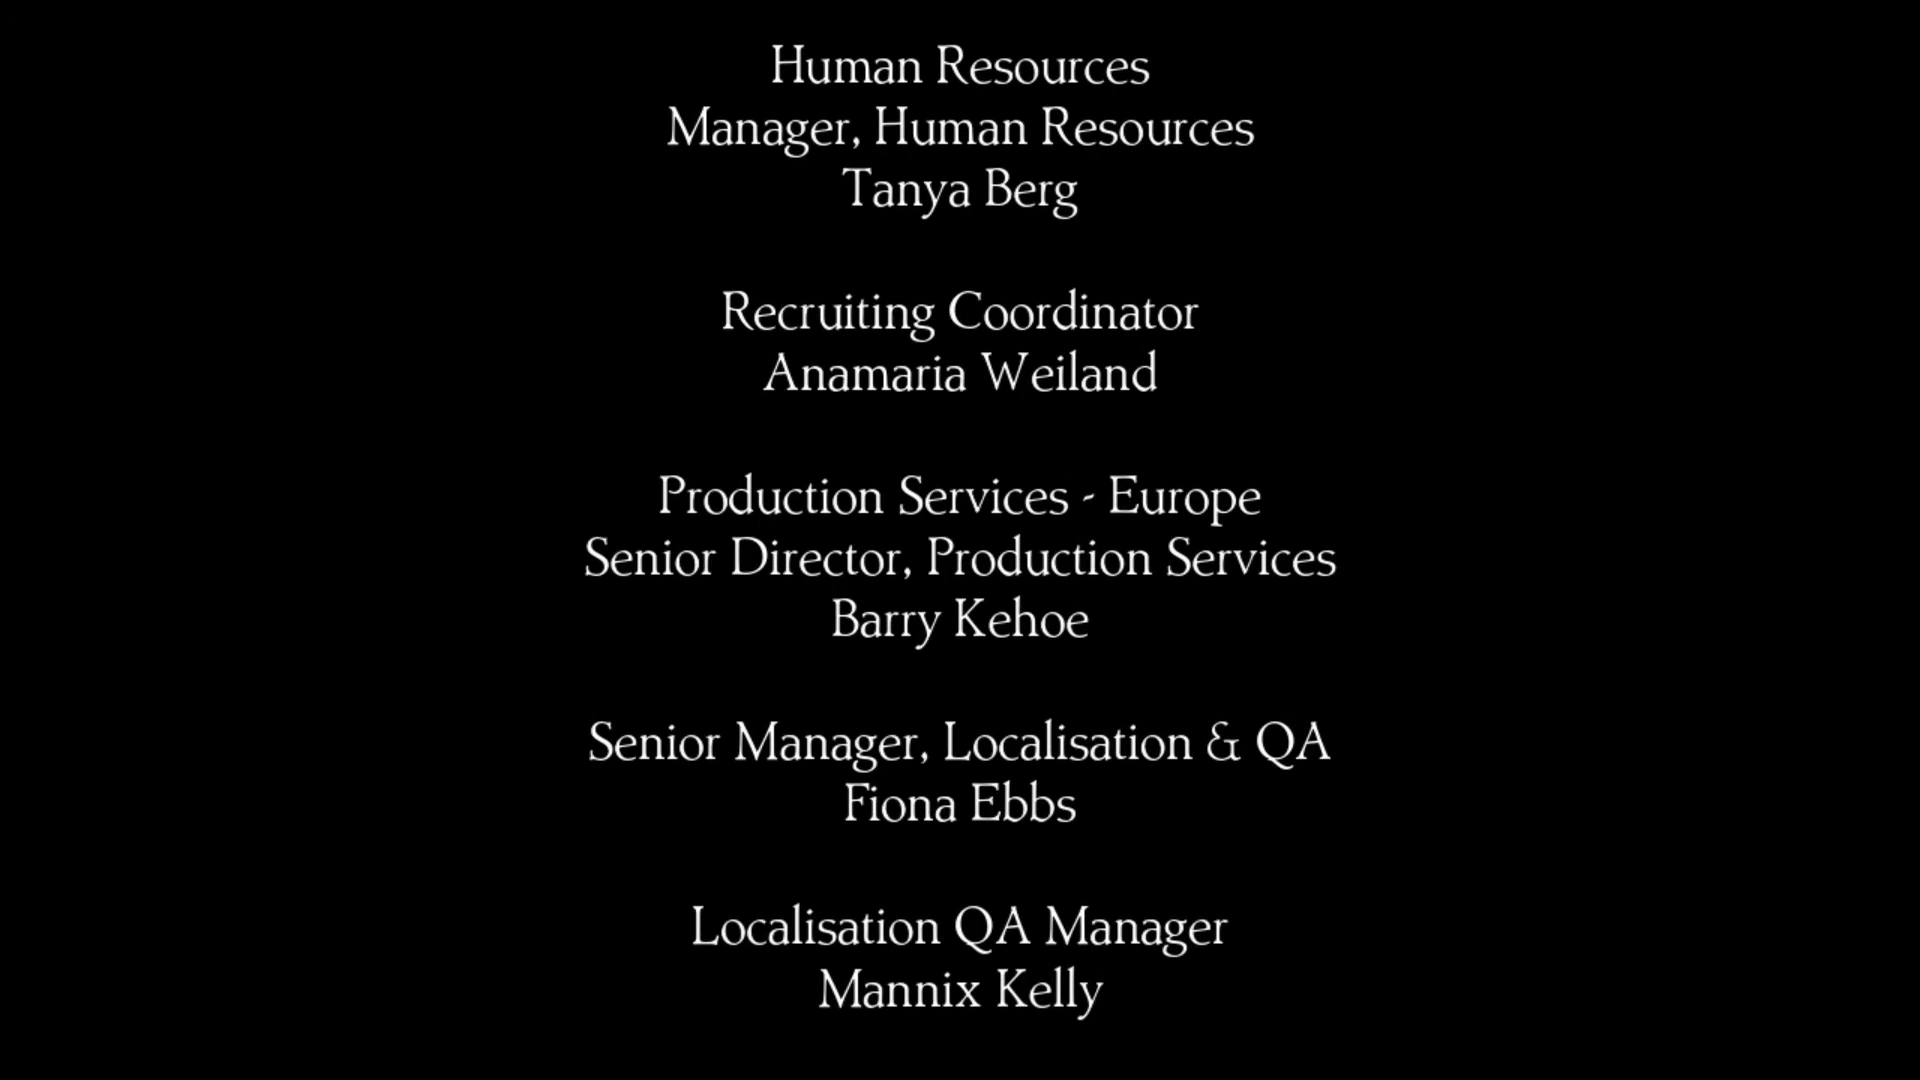 Human Resources
Manager, Human Resources
Tanya Berg
Recruiting Coordinator
Anamaria Weiland
Production Services - Europe
Senior Director, Production Services
Barry Kehoe
Senior Manager, Localisation & QA
Fiona Ebbs
Localisation QA Manager
Mannix Kelly